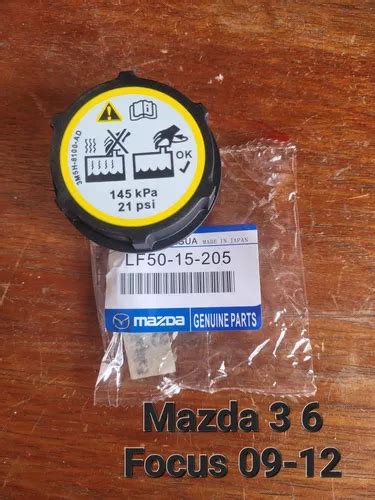 3M5H-8100-AD
OK
145 kPa
21 psi
MADE IN JAPAN
LF50-15-205
mazda
GENUINE PARTS
Mazda 3 6
Focus 09-12